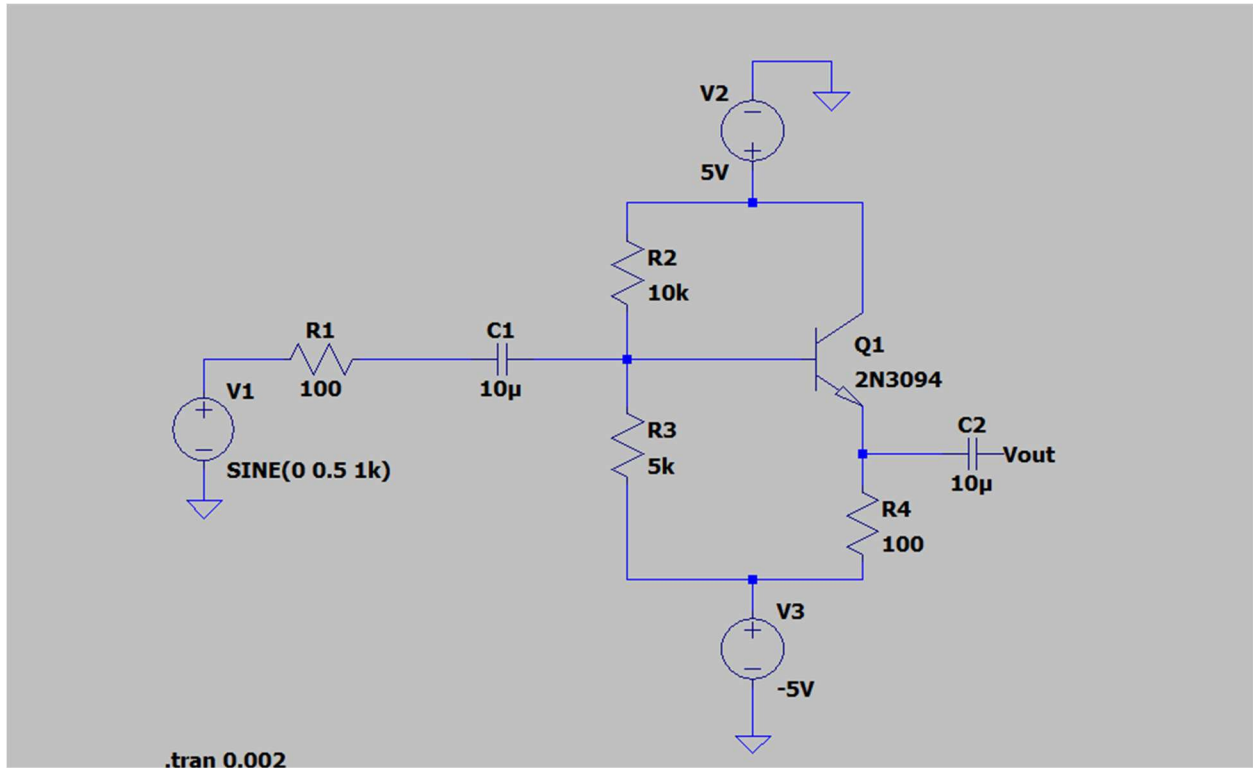 V2
5V
R2
10k
R1
100
C1
10µ
V1
SINE(0 0.5 1k)
Q1
2N3094
R3
5k
C2
10µ
Vout
R4
100
V3
-5V
.tran 0.002